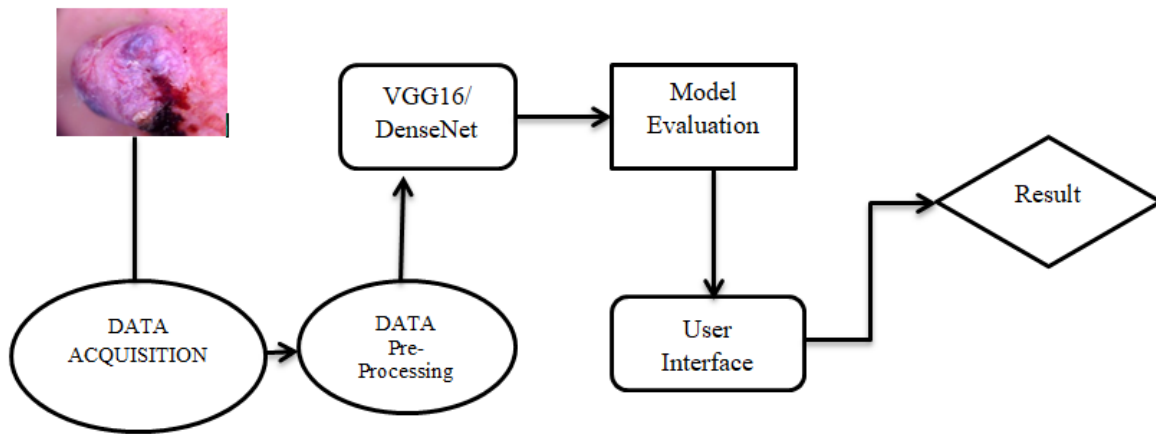 DATA
ACQUISITION
DATA
Pre-
Processing
VGG16/
DenseNet
Model
Evaluation
User
Interface
Result